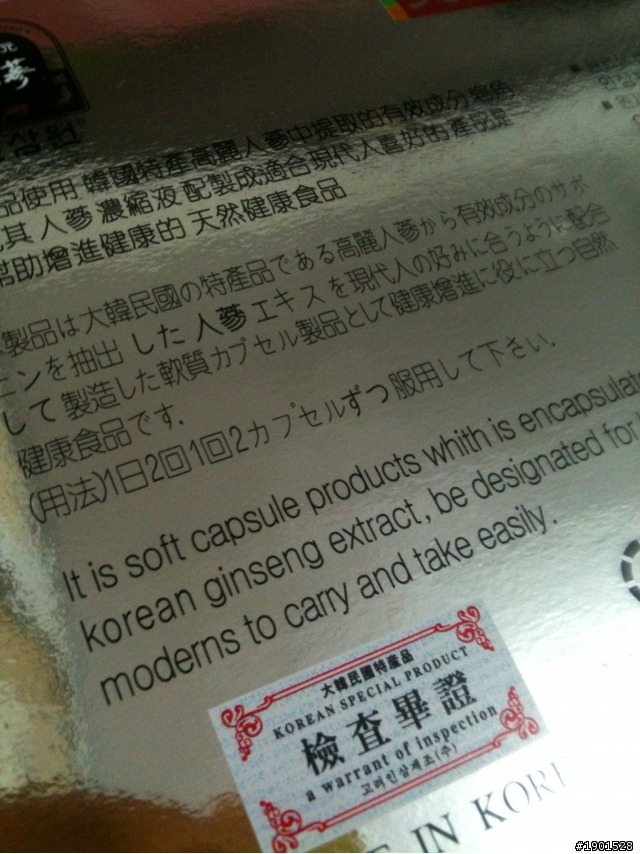 蔘
삼원
品使用 韓國特產高麗人蔘中提取的有效成分
其 人蔘濃縮液 配製成適合現代人喜好的 產品是
幫助增進健康的 天然健康食品
製品は大韓民國の特產品である高麗人蔘から有效成分のサポ
ニンを抽出 した 人蔘エキス を現代人の好みに合うように配合
して 製造した軟質カプセル製品として健康增進に役に立つ自然
健康食品です.
(用法)1日2回1回2カプセルずつ 服用して下さい.
It is soft capsule products whith is encapsulate
korean ginseng extract, be designated for
moderns to carry and take easily.
大韓民國特産品
KOREAN SPECIAL PRODUCT
檢査畢證
a warrant of inspection
고려인삼제조(주)
E IN KORE
#1901528